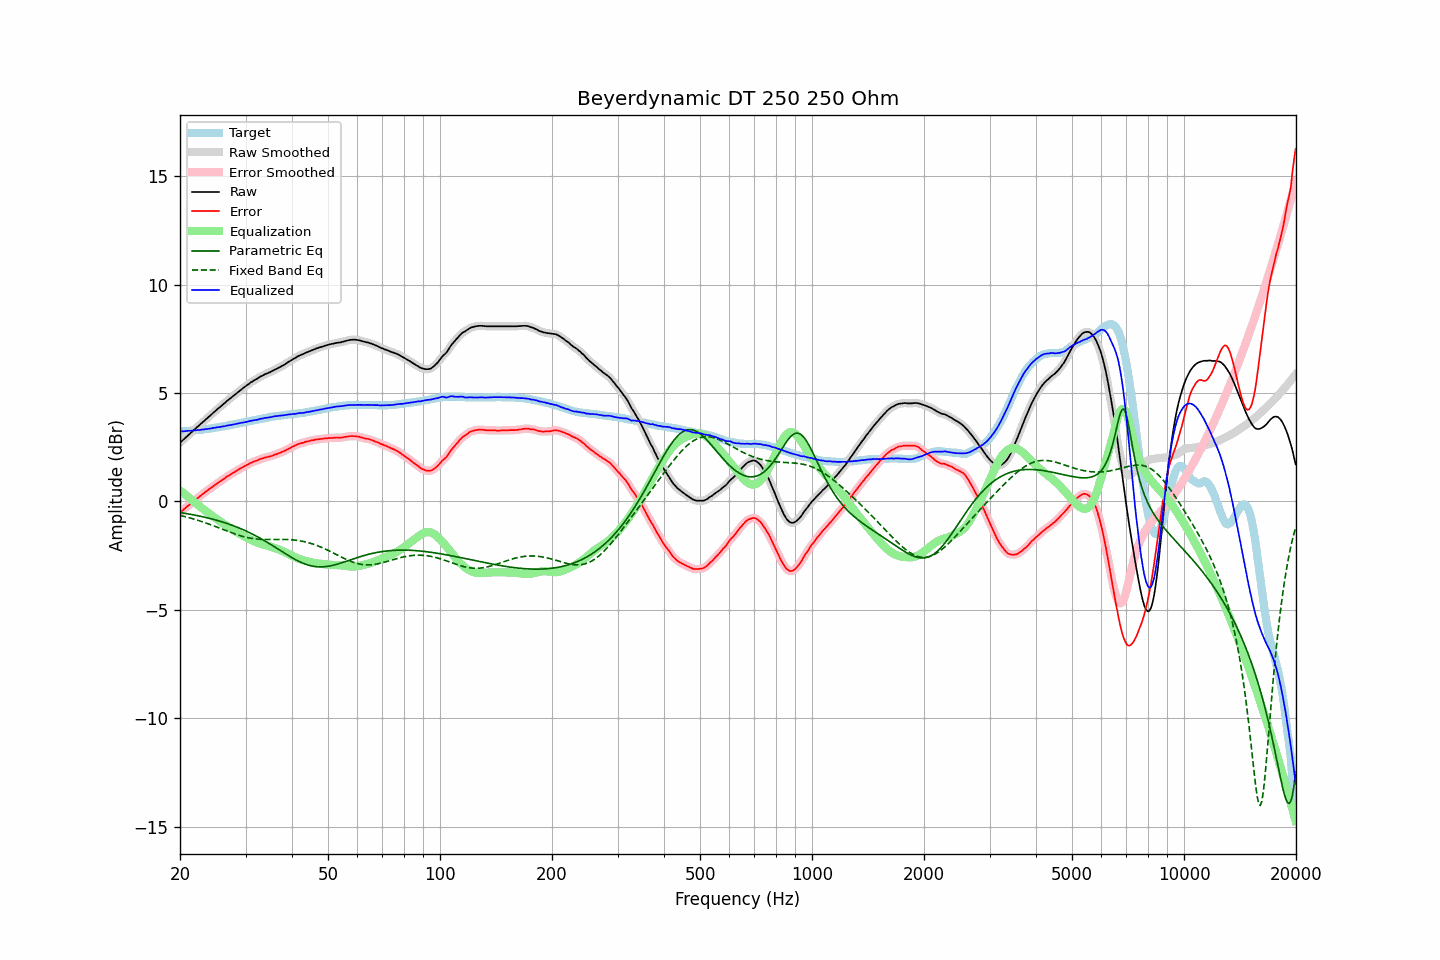 Beyerdynamic DT 250 250 Ohm
Target
Raw Smoothed
Error Smoothed
Raw
Error
Equalization
Parametric Eq
Fixed Band Eq
Equalized
Amplitude (dBr)
15
10
5
0
−5
−10
−15
20 50 100 200 500 1000 2000 5000 10000 20000
Frequency (Hz)